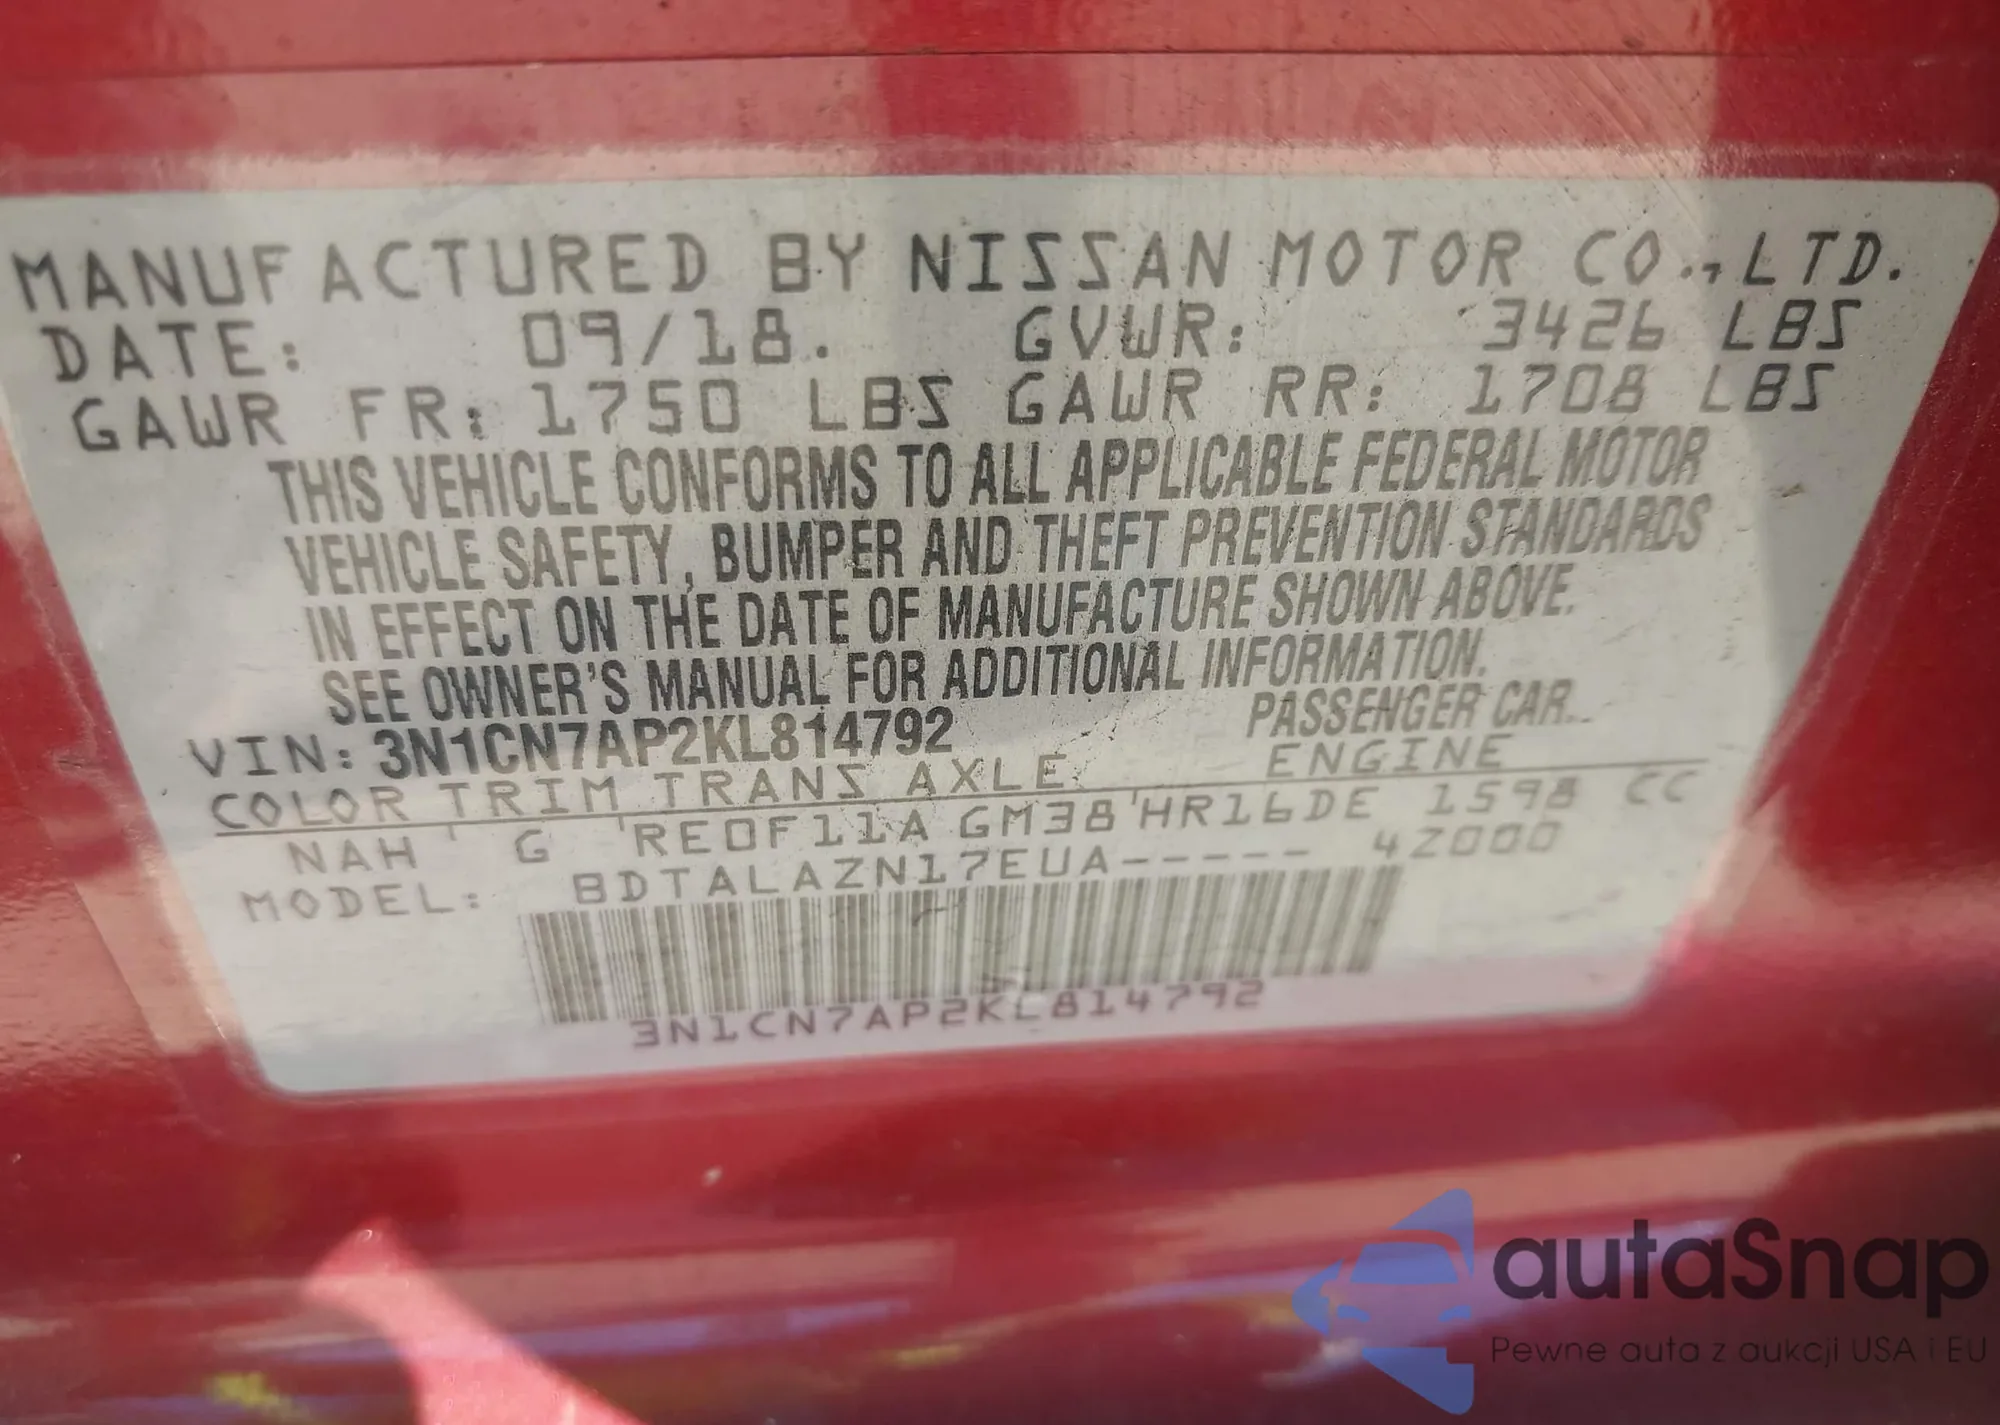 MANUFACTURED BY NISSAN MOTOR CO., LTD.
DATE: 09/18. GVWR: 3426 LBS
GAWR FR: 1750 LBS GAWR RR: 1708 LBS
THIS VEHICLE CONFORMS TO ALL APPLICABLE FEDERAL MOTOR
VEHICLE SAFETY, BUMPER AND THEFT PREVENTION STANDARDS
IN EFFECT ON THE DATE OF MANUFACTURE SHOWN ABOVE.
SEE OWNER'S MANUAL FOR ADDITIONAL INFORMATION.
VIN: 3N1CN7AP2KL814792 PASSENGER CAR
COLOR TRIM TRANS AXLE ENGINE
NAH G RE0F11A GM38 HR16DE 1598 CC
MODEL: BDTALAZN17EUA----- 4Z000
3N1CN7AP2KL814792
autaSnap
Pewne auta z aukcji USA i EU